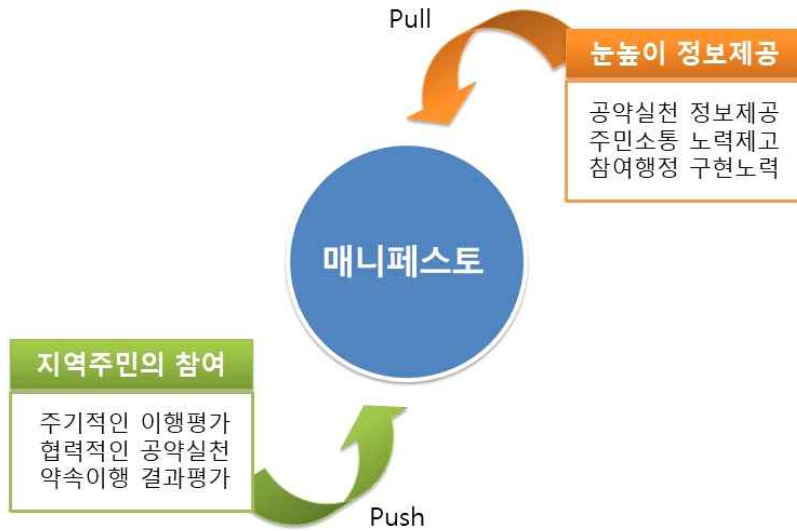 Pull
눈높이 정보제공
공약실천 정보제공
주민소통 노력제고
참여행정 구현노력
매니페스토
지역주민의 참여
주기적인 이행평가
협력적인 공약실천
약속이행 결과평가
Push